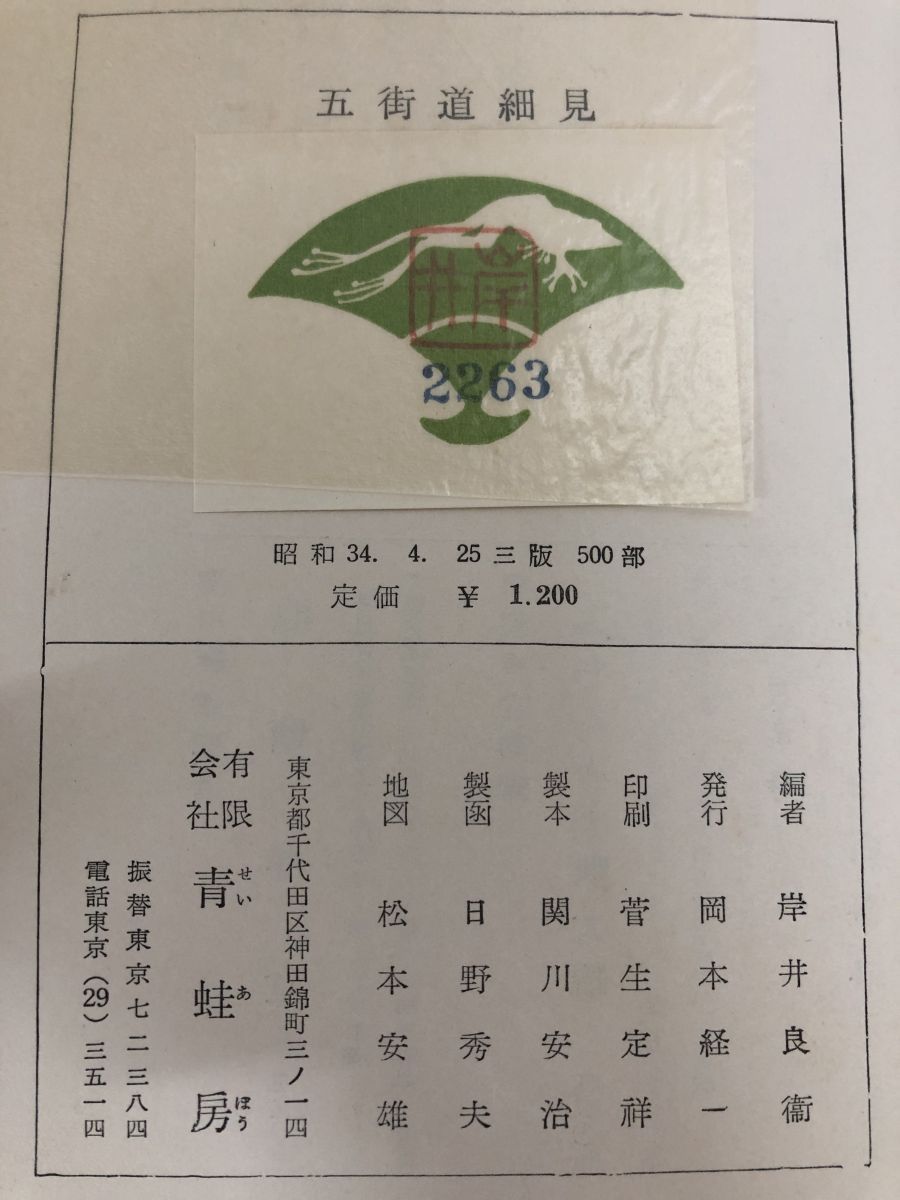 五街道細見
岸井
2263
昭和34. 4. 25三版 500部
定価 ¥ 1.200
編者 岸井良衞
発行 岡本経一
印刷 菅生定祥
製本 関川安治
製函 日野秀夫
地図 松本安雄
東京都千代田区神田錦町三ノ一四
有限会社 青蛙房
せいあぼう
振替東京七二三八四
電話東京(29)三五一四